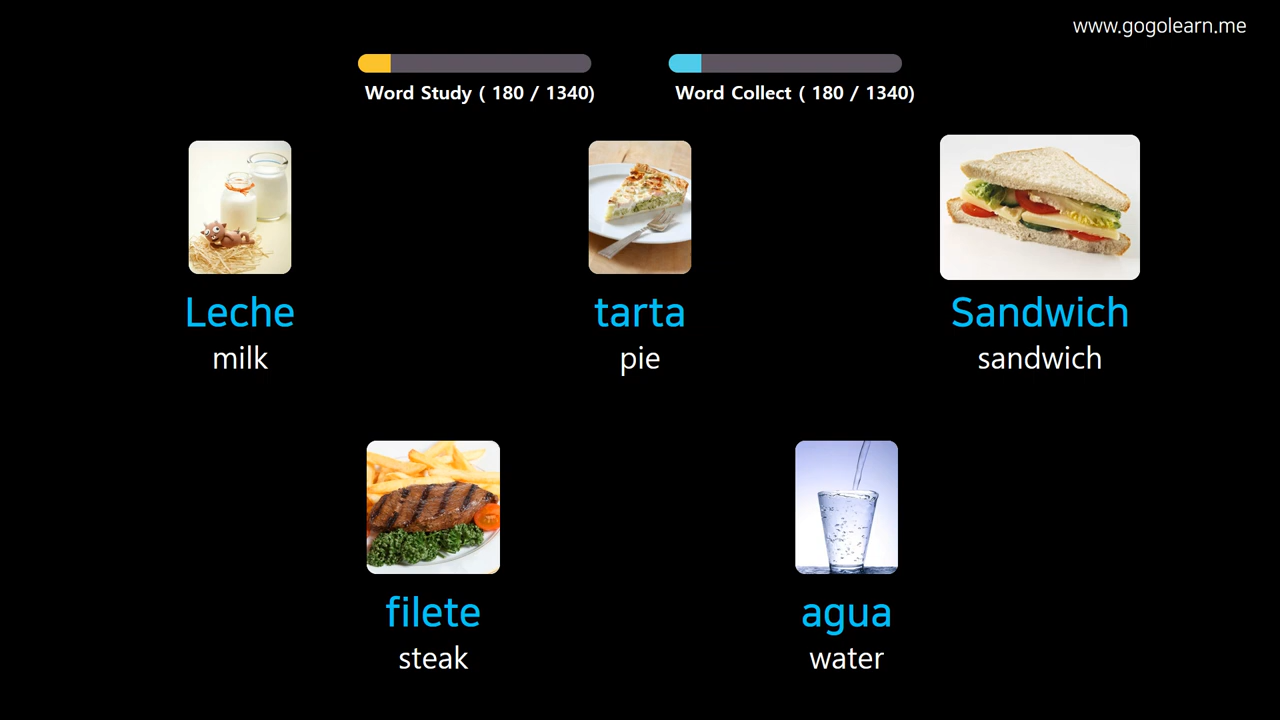 www.gogolearn.me
Word Study ( 180 / 1340)
Word Collect ( 180 / 1340)
Leche
milk
tarta
pie
Sandwich
sandwich
filete
steak
agua
water